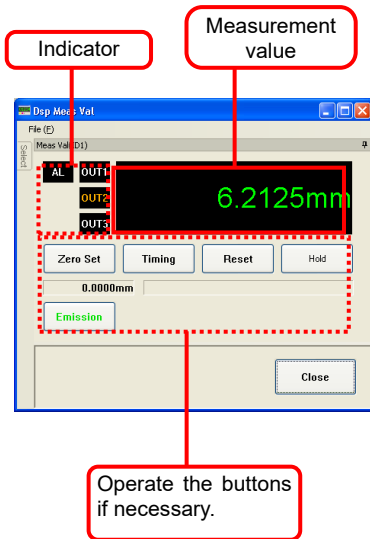 Indicator
Measurement
value
Dsp Meas Val
File (F)
Select
Meas Val(D1)
AL OUT1
OUT2
OUT3
6.2125mm
Zero Set Timing Reset Hold
0.0000mm
Emission
Close
Operate the buttons
if necessary.